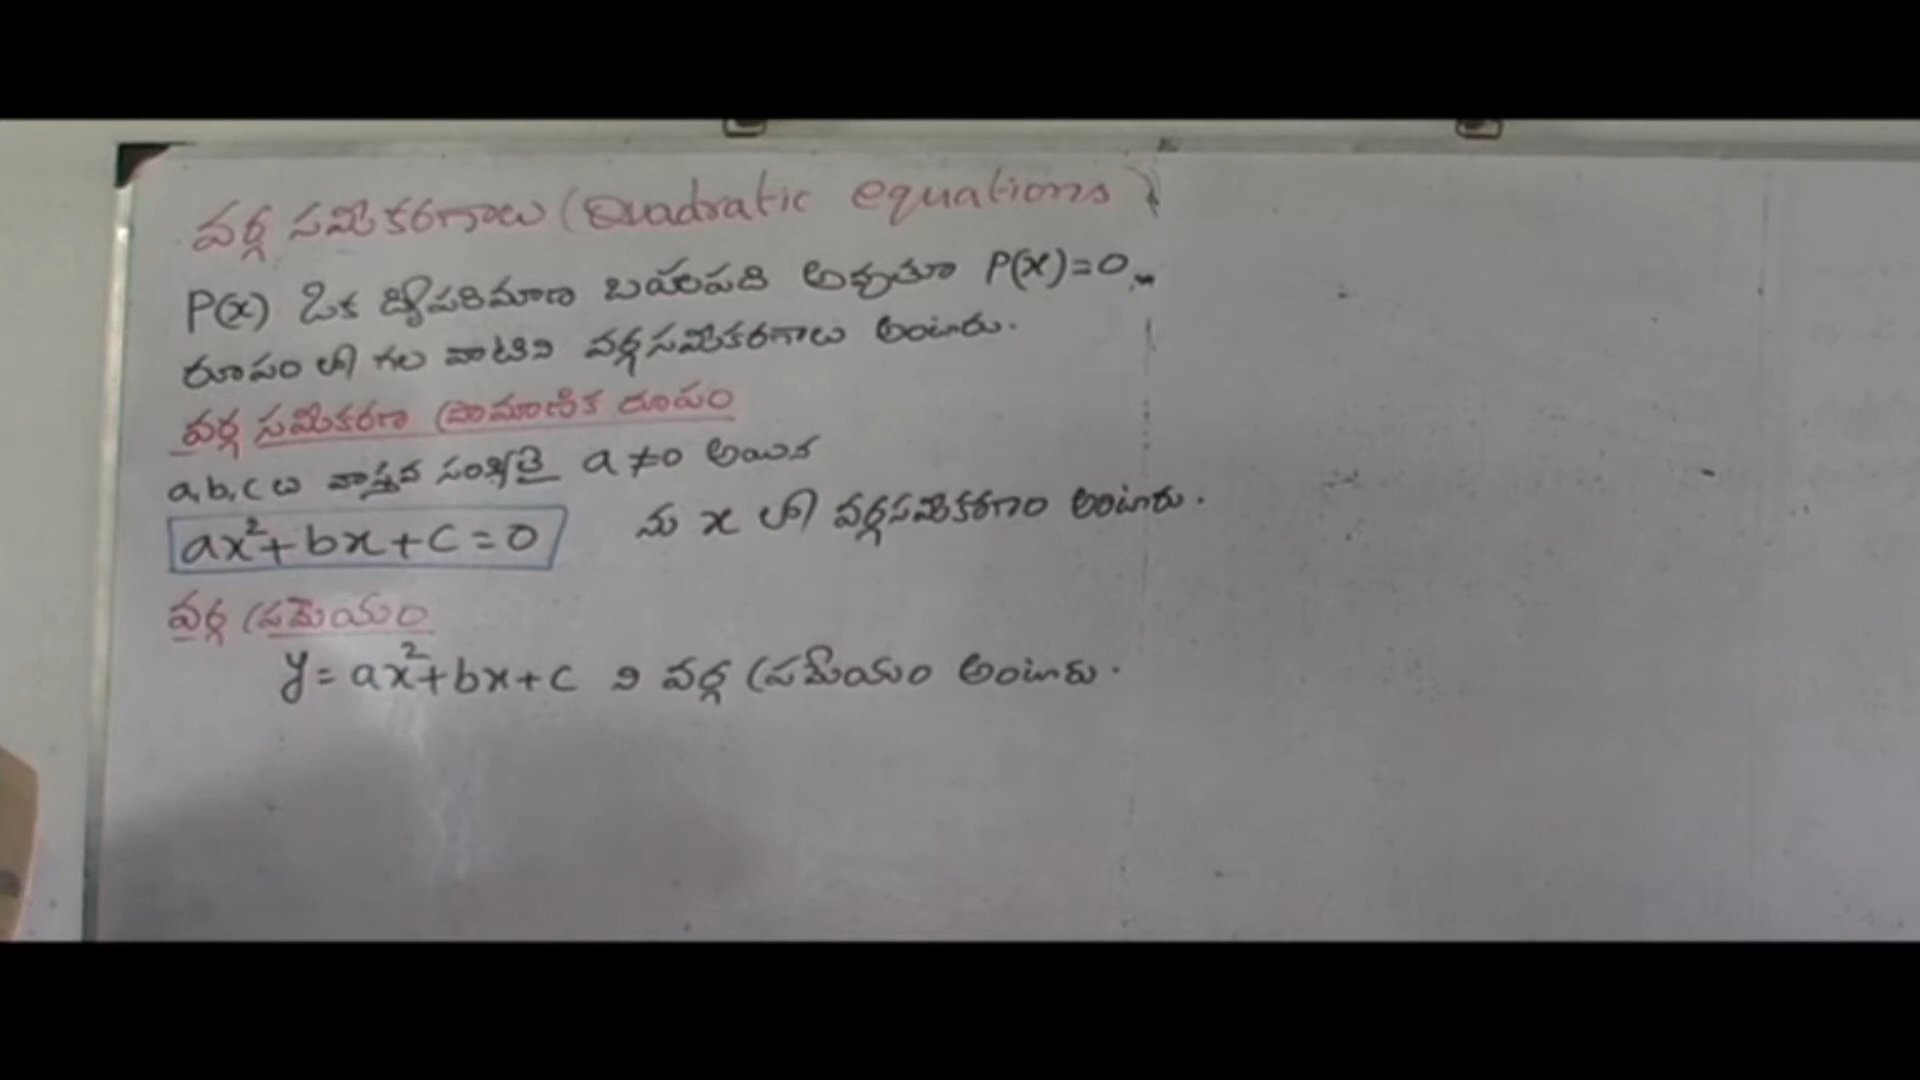 వర్గ సమీకరణాలు (Quadratic equations)
P(x) ఒక ద్విపరిమాణ బహుపది అవుతూ P(x)=0
రూపం లో గల వాటిని వర్గసమీకరణాలు అంటారు.
వర్గ సమీకరణ ప్రామాణిక రూపం
a,b,c లు వాస్తవ సంఖ్యలై a≠0 అయిన
ax²+bx+c=0 ను x లో వర్గసమీకరణం అంటారు.
వర్గ ప్రమేయం
y=ax²+bx+c ని వర్గ ప్రమేయం అంటారు.